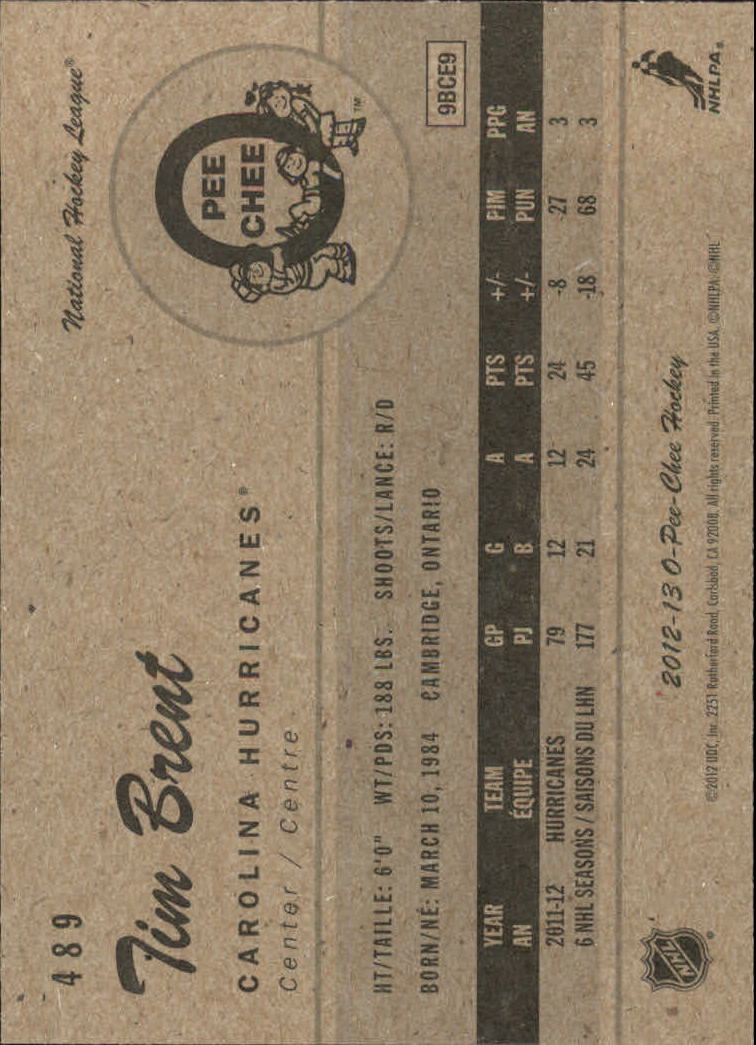 489
National Hockey League®
Tim Brent
CAROLINA HURRICANES®
Center / Centre
O
PEE
CHEE
TM
HT/TAILLE: 6'0" WT/PDS: 188 LBS. SHOOTS/LANCE: R/D
BORN/NÉ: MARCH 10, 1984 CAMBRIDGE, ONTARIO
9BCE9
YEAR TEAM GP G A PTS +/- PIM PPG
AN ÉQUIPE PJ B A PTS +/- PUN AN
2011-12 HURRICANES 79 12 12 24 -8 27 3
6 NHL SEASONS / SAISONS DU LHN 177 21 24 45 -18 68 3
NHL
®
2012-13 O-Pee-Chee Hockey
©2012 UDC, Inc. 2251 Rutherford Road, Carlsbad, CA 92008. All rights reserved. Printed in the USA. ©NHLPA. ©NHL
NHLPA®